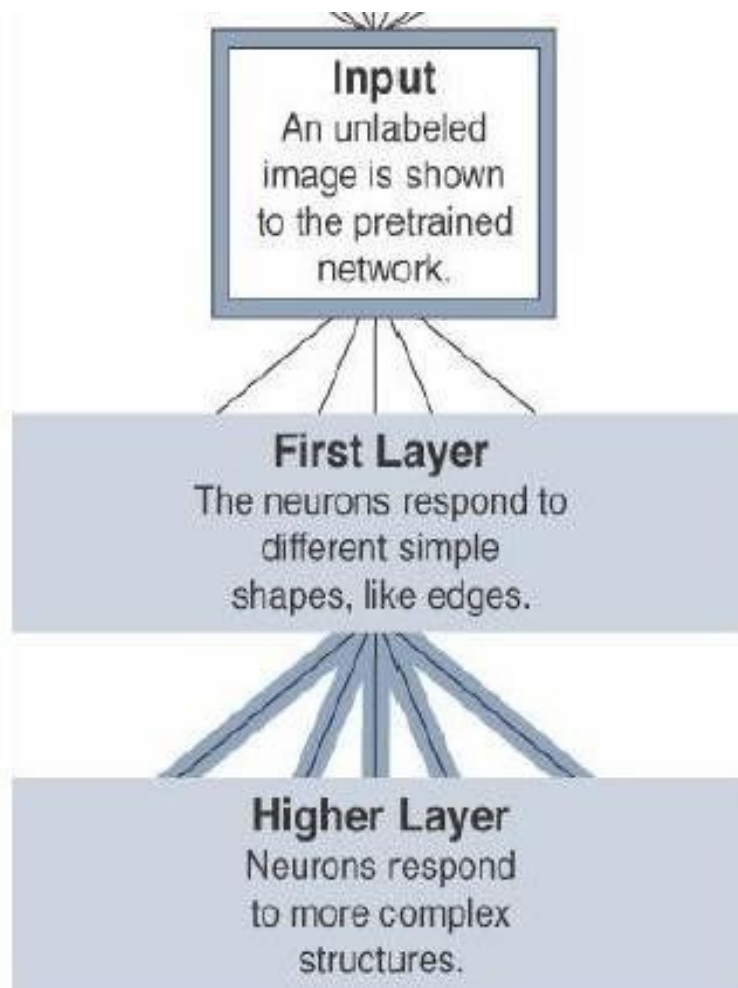 Input
An unlabeled
image is shown
to the pretrained
network.
First Layer
The neurons respond to
different simple
shapes, like edges.
Higher Layer
Neurons respond
to more complex
structures.